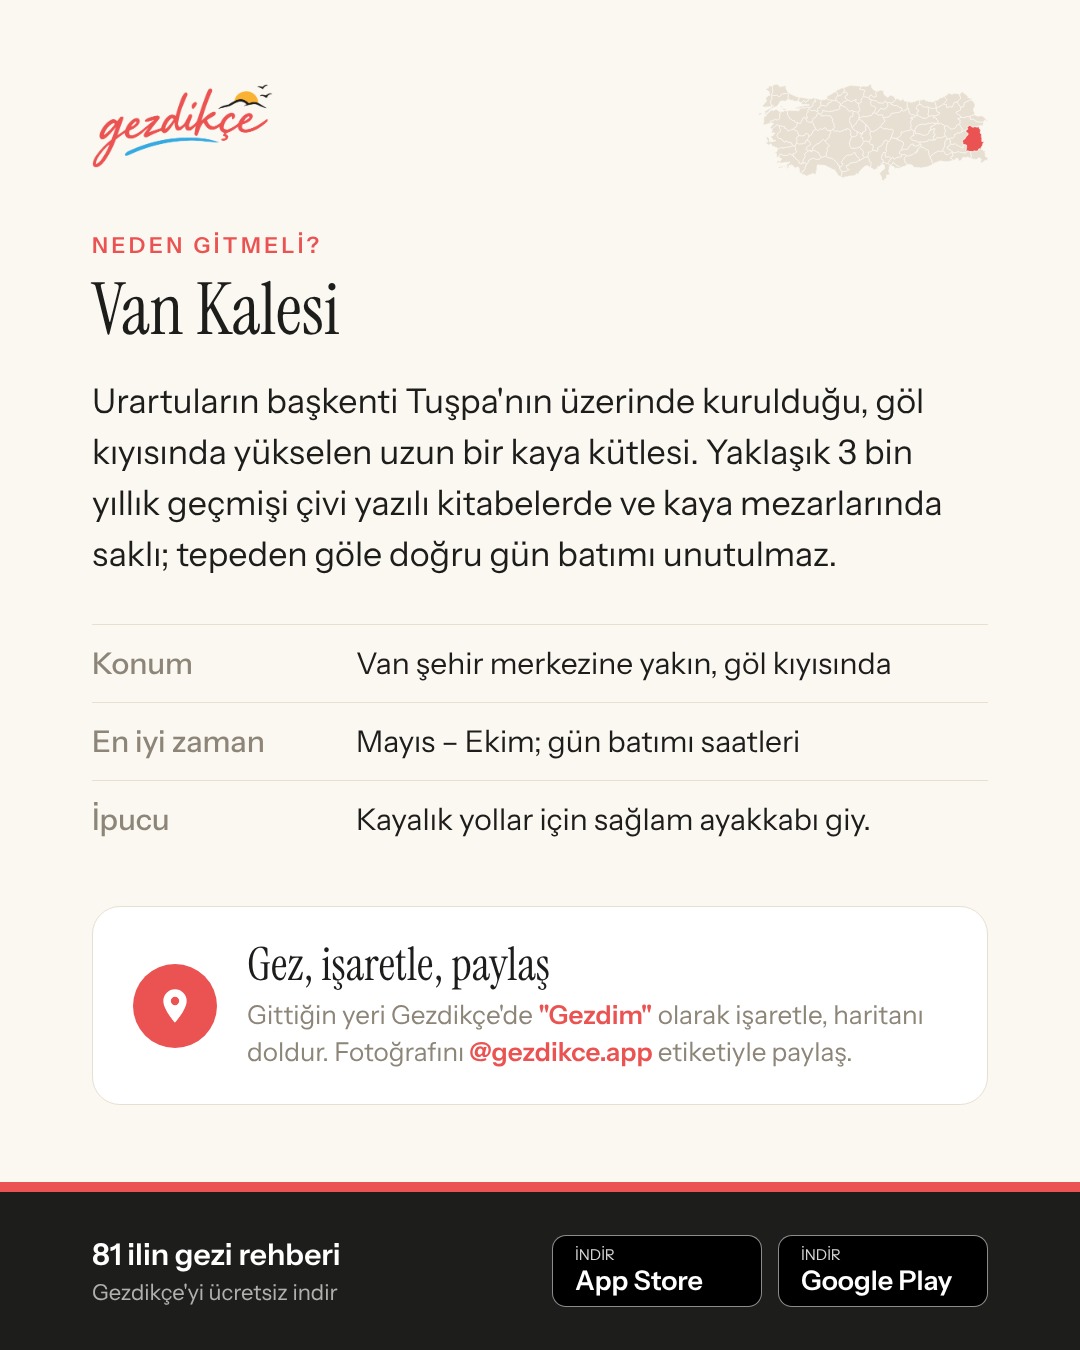 gezdikçe
NEDEN GİTMELİ?
Van Kalesi
Urartuların başkenti Tuşpa'nın üzerinde kurulduğu, göl
kıyısında yükselen uzun bir kaya kütlesi. Yaklaşık 3 bin
yıllık geçmişi çivi yazılı kitabelerde ve kaya mezarlarında
saklı; tepeden göle doğru gün batımı unutulmaz.
Konum Van şehir merkezine yakın, göl kıyısında
En iyi zaman Mayıs – Ekim; gün batımı saatleri
İpucu Kayalık yollar için sağlam ayakkabı giy.
Gez, işaretle, paylaş
Gittiğin yeri Gezdikçe'de "Gezdim" olarak işaretle, haritanı
doldur. Fotoğrafını @gezdikce.app etiketiyle paylaş.
81 ilin gezi rehberi
Gezdikçe'yi ücretsiz indir
İNDİR
App Store
İNDİR
Google Play